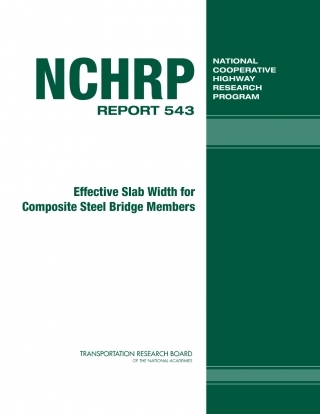 NCHRP
REPORT 543
NATIONAL
COOPERATIVE
HIGHWAY
RESEARCH
PROGRAM
Effective Slab Width for
Composite Steel Bridge Members
TRANSPORTATION RESEARCH BOARD
OF THE NATIONAL ACADEMIES